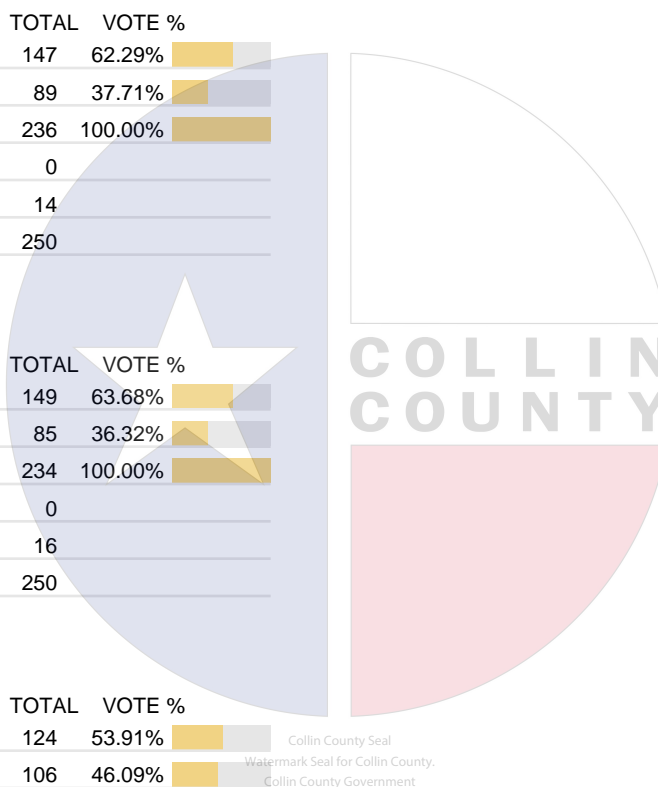 TOTAL VOTE %
147 62.29%
89 37.71%
236 100.00%
0
14
250
TOTAL VOTE %
149 63.68%
85 36.32%
234 100.00%
0
16
250
COLLIN
COUNTY
TOTAL VOTE %
124 53.91%
106 46.09%
Collin County Seal
Watermark Seal for Collin County.
Collin County Government